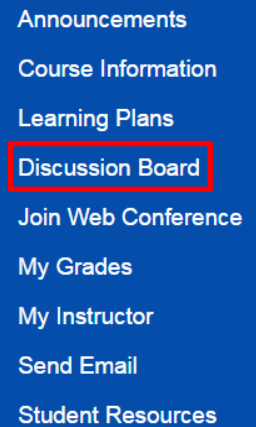 Announcements
Course Information
Learning Plans
Discussion Board
Join Web Conference
My Grades
My Instructor
Send Email
Student Resources